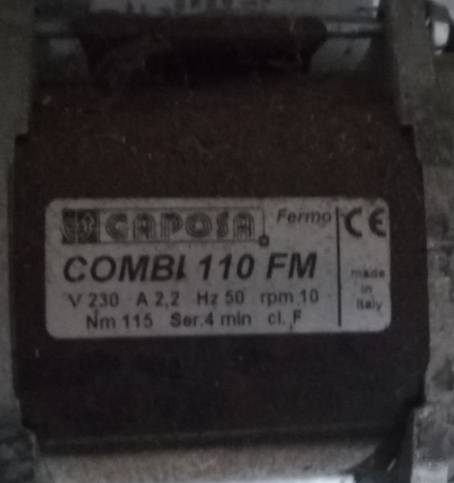 CAPOSA Fermo CE
COMBI 110 FM
V 230 A 2,2 Hz 50 rpm 10
Nm 115 Ser.4 min cl. F
made
in
Italy